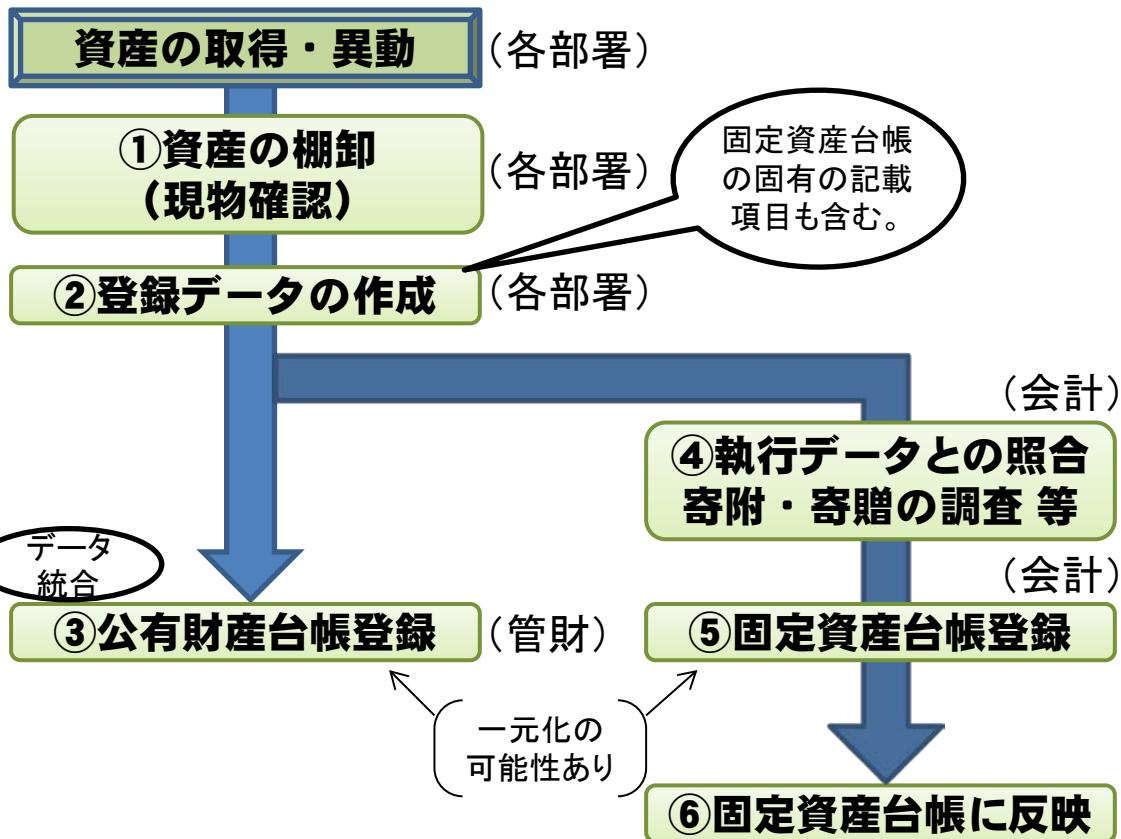 資産の取得・異動
（各部署）
①資産の棚卸
（現物確認）
（各部署）
固定資産台帳
の固有の記載
項目も含む。
②登録データの作成
（各部署）
（会計）
④執行データとの照合
寄附・寄贈の調査 等
データ
統合
（会計）
③公有財産台帳登録
（管財）
⑤固定資産台帳登録
一元化の
可能性あり
⑥固定資産台帳に反映